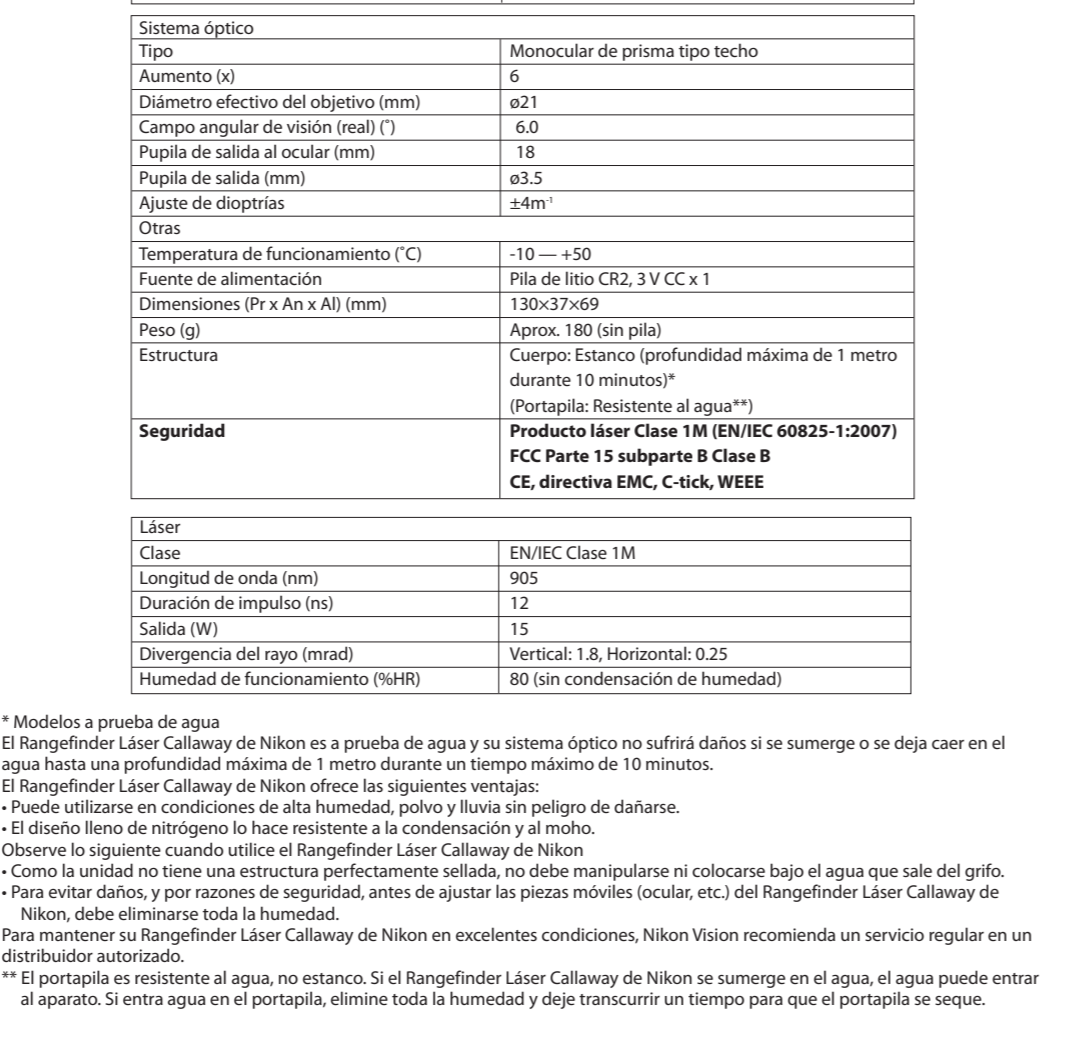 Sistema óptico
Tipo Monocular de prisma tipo techo
Aumento (x) 6
Diámetro efectivo del objetivo (mm) ø21
Campo angular de visión (real) (˚) 6.0
Pupila de salida al ocular (mm) 18
Pupila de salida (mm) ø3.5
Ajuste de dioptrías ±4m⁻¹
Otras
Temperatura de funcionamiento (˚C) -10 — +50
Fuente de alimentación Pila de litio CR2, 3 V CC x 1
Dimensiones (Pr x An x Al) (mm) 130×37×69
Peso (g) Aprox. 180 (sin pila)
Estructura Cuerpo: Estanco (profundidad máxima de 1 metro
durante 10 minutos)*
(Portapila: Resistente al agua**)
Seguridad Producto láser Clase 1M (EN/IEC 60825-1:2007)
FCC Parte 15 subparte B Clase B
CE, directiva EMC, C-tick, WEEE
Láser
Clase EN/IEC Clase 1M
Longitud de onda (nm) 905
Duración de impulso (ns) 12
Salida (W) 15
Divergencia del rayo (mrad) Vertical: 1.8, Horizontal: 0.25
Humedad de funcionamiento (%HR) 80 (sin condensación de humedad)
* Modelos a prueba de agua
El Rangefinder Láser Callaway de Nikon es a prueba de agua y su sistema óptico no sufrirá daños si se sumerge o se deja caer en el
agua hasta una profundidad máxima de 1 metro durante un tiempo máximo de 10 minutos.
El Rangefinder Láser Callaway de Nikon ofrece las siguientes ventajas:
• Puede utilizarse en condiciones de alta humedad, polvo y lluvia sin peligro de dañarse.
• El diseño lleno de nitrógeno lo hace resistente a la condensación y al moho.
Observe lo siguiente cuando utilice el Rangefinder Láser Callaway de Nikon
• Como la unidad no tiene una estructura perfectamente sellada, no debe manipularse ni colocarse bajo el agua que sale del grifo.
• Para evitar daños, y por razones de seguridad, antes de ajustar las piezas móviles (ocular, etc.) del Rangefinder Láser Callaway de
Nikon, debe eliminarse toda la humedad.
Para mantener su Rangefinder Láser Callaway de Nikon en excelentes condiciones, Nikon Vision recomienda un servicio regular en un
distribuidor autorizado.
** El portapila es resistente al agua, no estanco. Si el Rangefinder Láser Callaway de Nikon se sumerge en el agua, el agua puede entrar
al aparato. Si entra agua en el portapila, elimine toda la humedad y deje transcurrir un tiempo para que el portapila se seque.